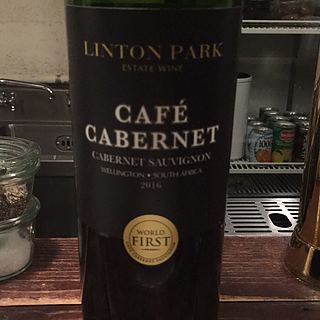 LINTON PARK
ESTATE WINE
CAFÉ
CABERNET
CABERNET SAUVIGNON
WELLINGTON • SOUTH AFRICA
2016
WORLD
FIRST